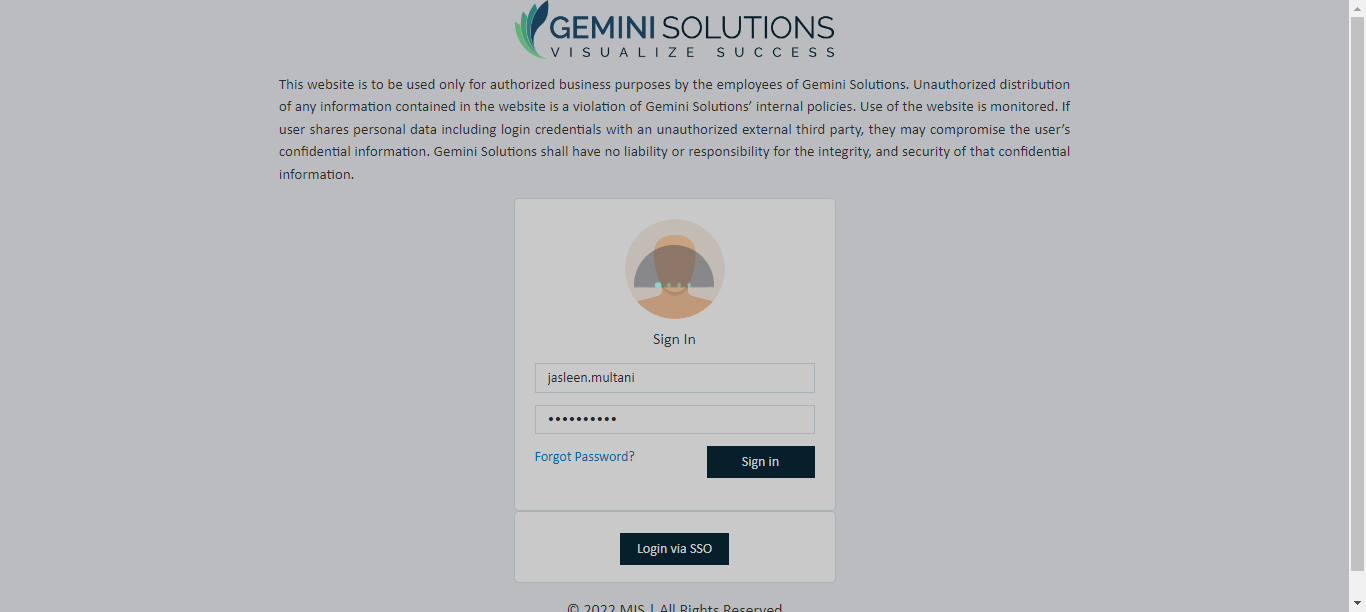 GEMINI SOLUTIONS
VISUALIZE SUCCESS
This website is to be used only for authorized business purposes by the employees of Gemini Solutions. Unauthorized distribution
of any information contained in the website is a violation of Gemini Solutions’ internal policies. Use of the website is monitored. If
user shares personal data including login credentials with an unauthorized external third party, they may compromise the user’s
confidential information. Gemini Solutions shall have no liability or responsibility for the integrity, and security of that confidential
information.
Sign In
jasleen.multani
••••••••••
Forgot Password?
Sign in
Login via SSO
© 2022 MIS | All Rights Reserved